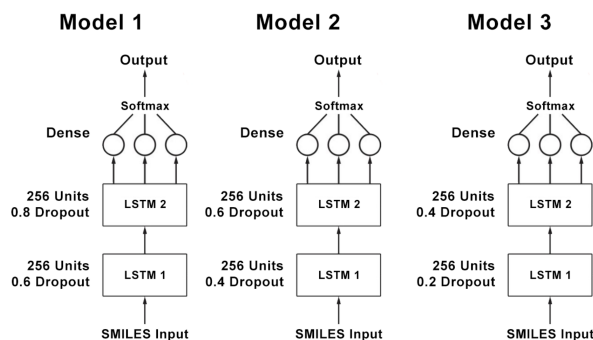 Model 1
Output
Softmax
Dense
256 Units
0.8 Dropout
LSTM 2
256 Units
0.6 Dropout
LSTM 1
SMILES Input
Model 2
Output
Softmax
Dense
256 Units
0.6 Dropout
LSTM 2
256 Units
0.4 Dropout
LSTM 1
SMILES Input
Model 3
Output
Softmax
Dense
256 Units
0.4 Dropout
LSTM 2
256 Units
0.2 Dropout
LSTM 1
SMILES Input